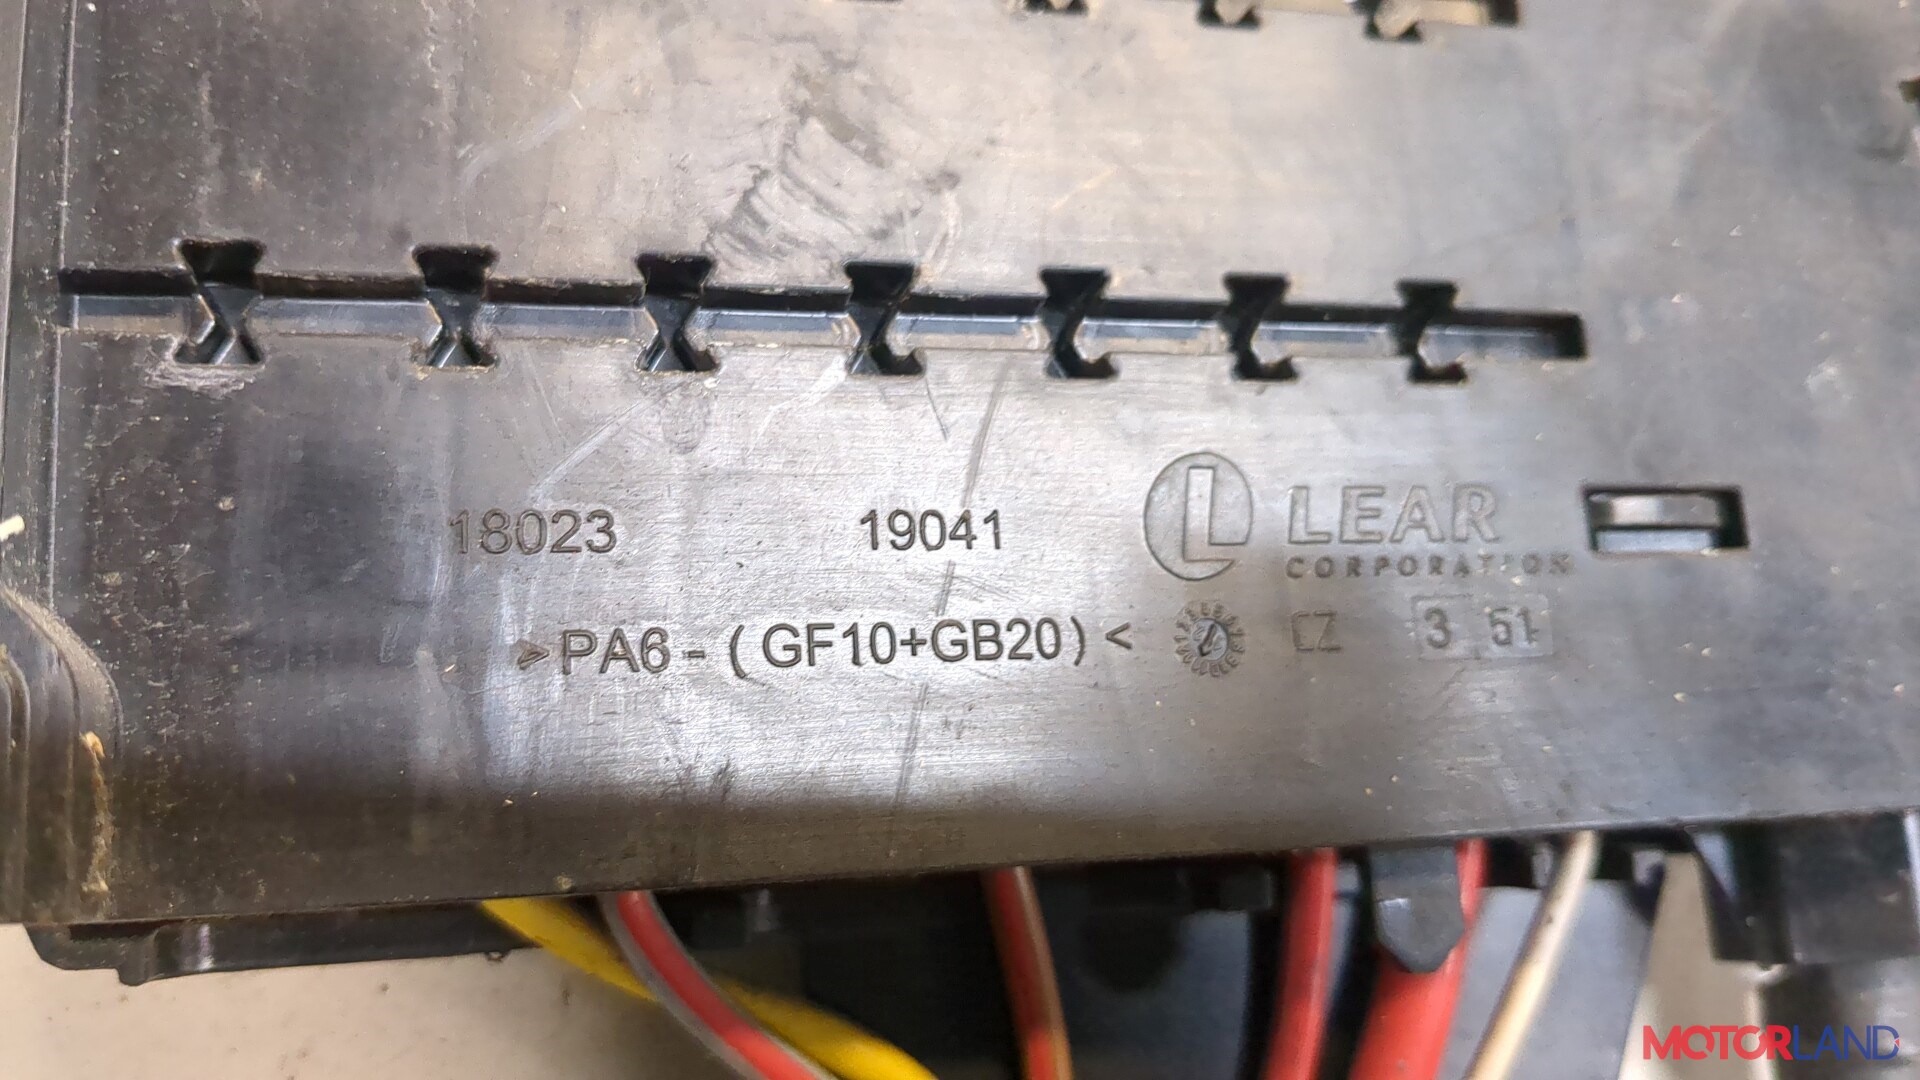 18023 19041
L LEAR
CORPORATION
>PA6-(GF10+GB20)<
CZ 3 51
MOTORLAND